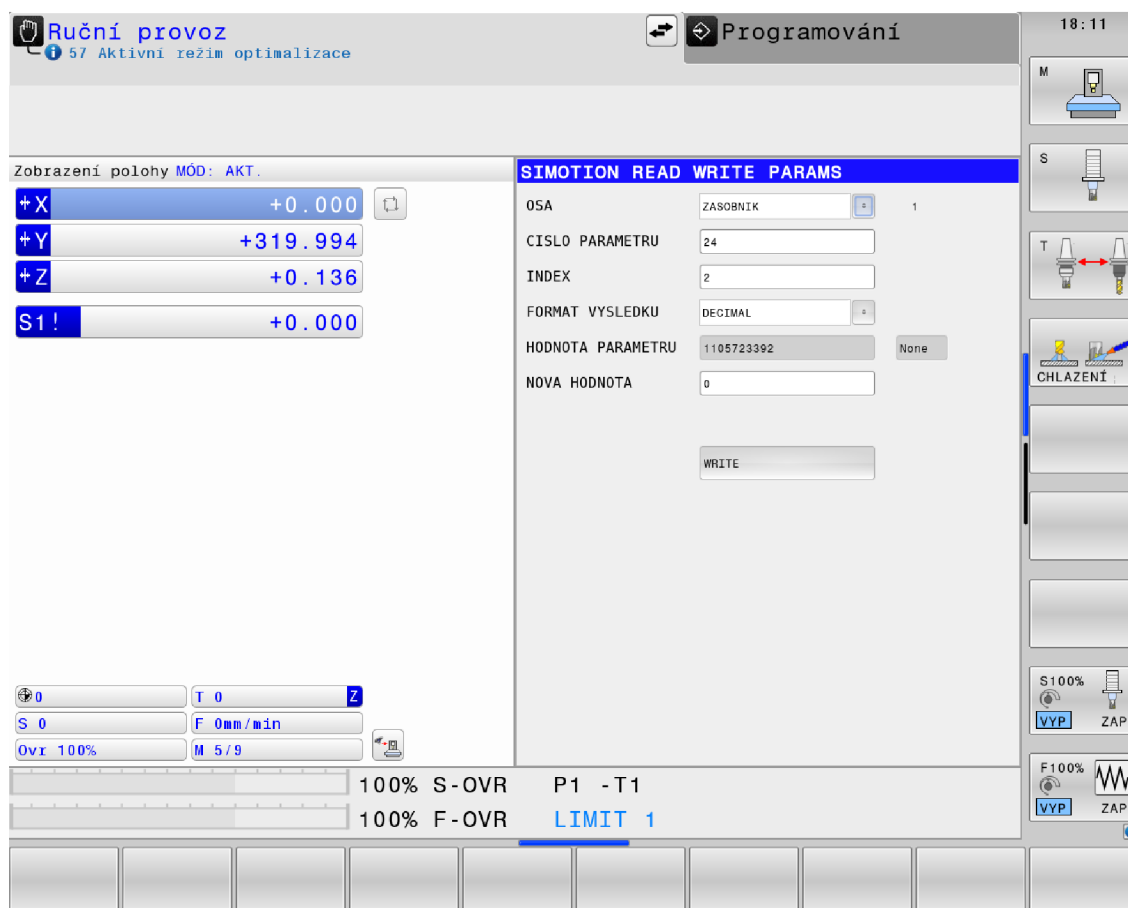 Ruční provoz
57 Aktivní režim optimalizace
Programování
18:11
Zobrazení polohy MÓD: AKT.
X +0.000
Y +319.994
Z +0.136
S1! +0.000
0 T 0 Z
S 0 F 0mm/min
Ovr 100% M 5/9
SIMOTION READ WRITE PARAMS
OSA ZASOBNIK 1
CISLO PARAMETRU 24
INDEX 2
FORMAT VYSLEDKU DECIMAL
HODNOTA PARAMETRU 1105723392 None
NOVA HODNOTA 0
WRITE
100% S-OVR P1 -T1
100% F-OVR LIMIT 1
M
S
T
CHLAZENÍ
S100%
VYP ZAP
F100%
VYP ZAP